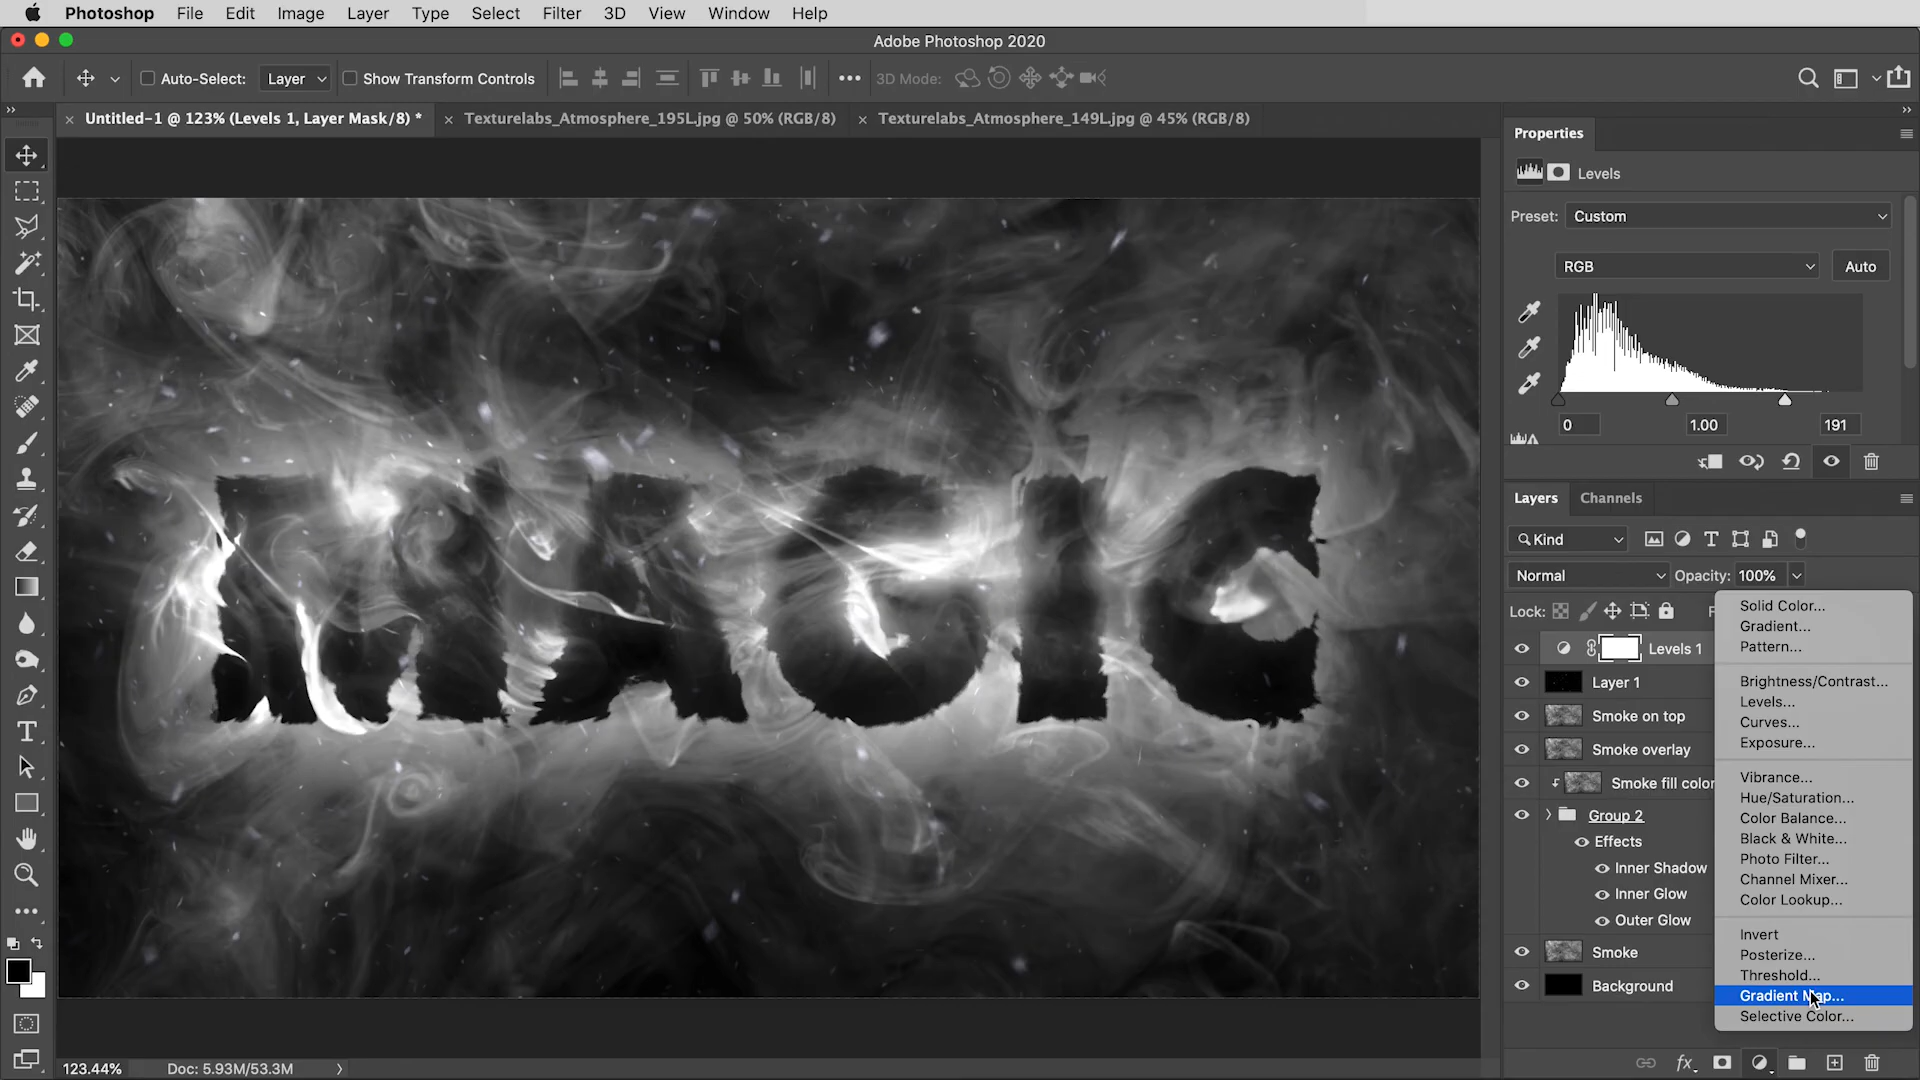 Photoshop File Edit Image Layer Type Select Filter 3D View Window Help
Adobe Photoshop 2020
Auto-Select: Layer Show Transform Controls 3D Mode:
Untitled-1 @ 123% (Levels 1, Layer Mask/8) * Texturelabs_Atmosphere_195L.jpg @ 50% (RGB/8) Texturelabs_Atmosphere_149L.jpg @ 45% (RGB/8)
Properties
Levels
Preset: Custom
RGB Auto
0 1.00 191
Layers Channels
Kind
Normal Opacity: 100%
Lock: F
Levels 1
Layer 1
Smoke on top
Smoke overlay
Smoke fill color
Group 2
Effects
Inner Shadow
Inner Glow
Outer Glow
Smoke
Background
Solid Color...
Gradient...
Pattern...
Brightness/Contrast...
Levels...
Curves...
Exposure...
Vibrance...
Hue/Saturation...
Color Balance...
Black & White...
Photo Filter...
Channel Mixer...
Color Lookup...
Invert
Posterize...
Threshold...
Gradient Map...
Selective Color...
MAGIC
fx
123.44% Doc: 5.93M/53.3M